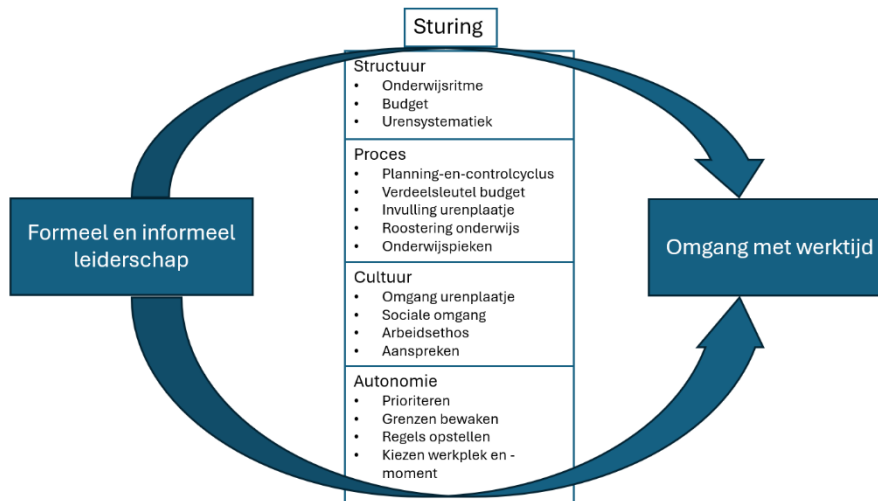 Sturing
Structuur
• Onderwijsritme
• Budget
• Urensystematiek
Proces
• Planning-en-controlcyclus
• Verdeelsleutel budget
• Invulling urenplaatje
• Roostering onderwijs
• Onderwijspieken
Formeel en informeel
leiderschap
Omgang met werktijd
Cultuur
• Omgang urenplaatje
• Sociale omgang
• Arbeidsethos
• Aanspreken
Autonomie
• Prioriteren
• Grenzen bewaken
• Regels opstellen
• Kiezen werkplek en -
moment